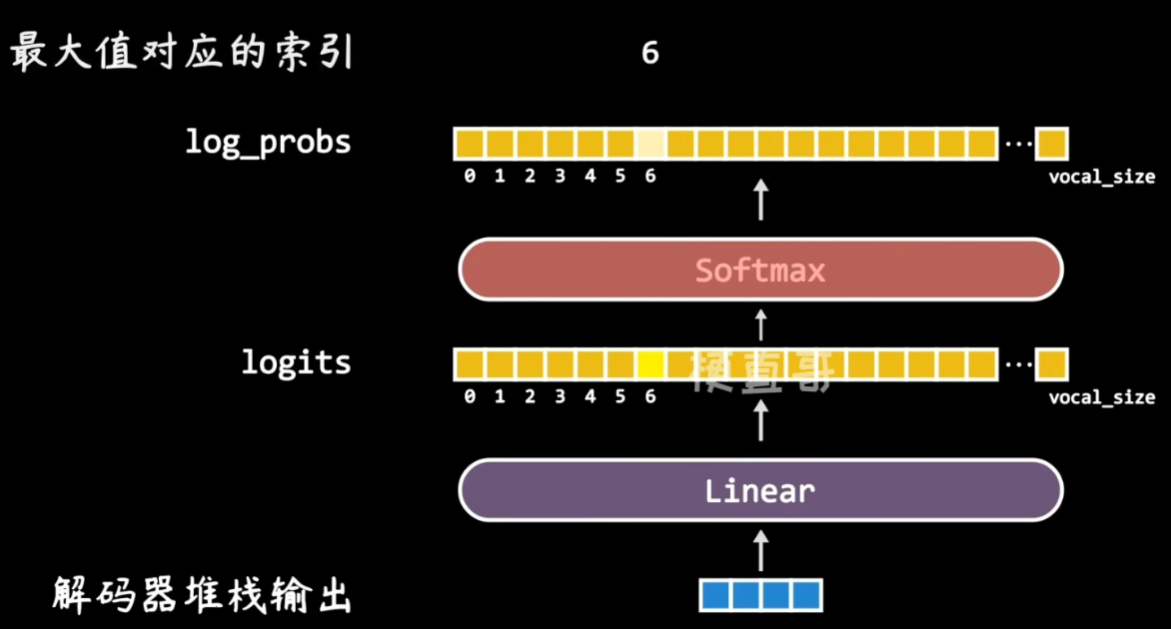 最大值对应的索引 6
log_probs
0 1 2 3 4 5 6 ... vocal_size
Softmax
logits
梗直哥
0 1 2 3 4 5 6 ... vocal_size
Linear
解码器堆栈输出